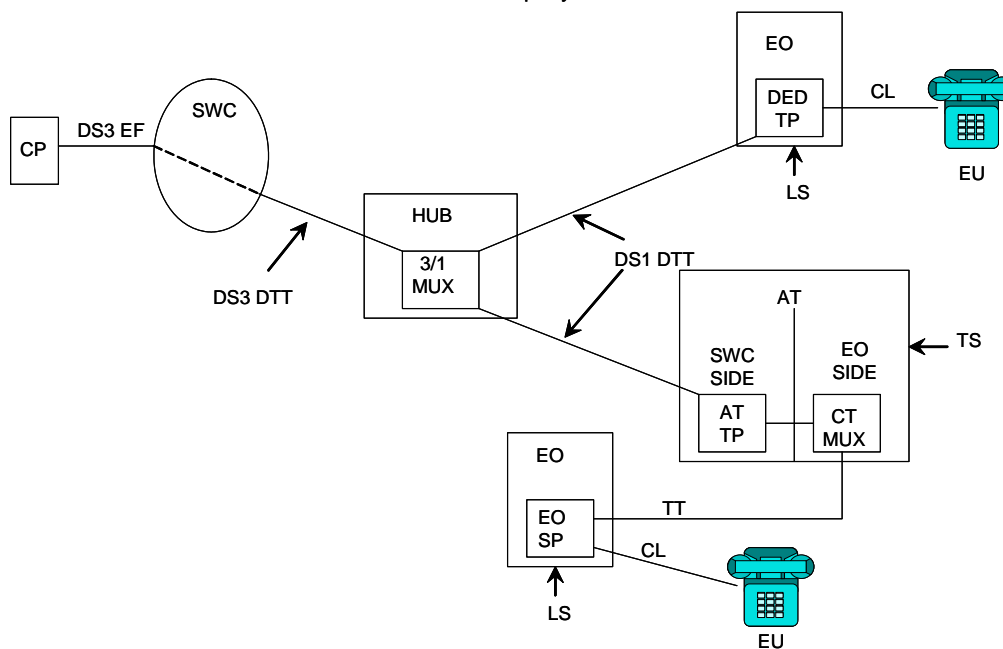 EO
DED
TP
CL
EU
LS
SWC
DS3 EF
CP
HUB
3/1
MUX
DS3 DTT
DS1 DTT
AT
TS
SWC
SIDE
EO
SIDE
AT
TP
CT
MUX
EO
EO
SP
TT
CL
LS
EU